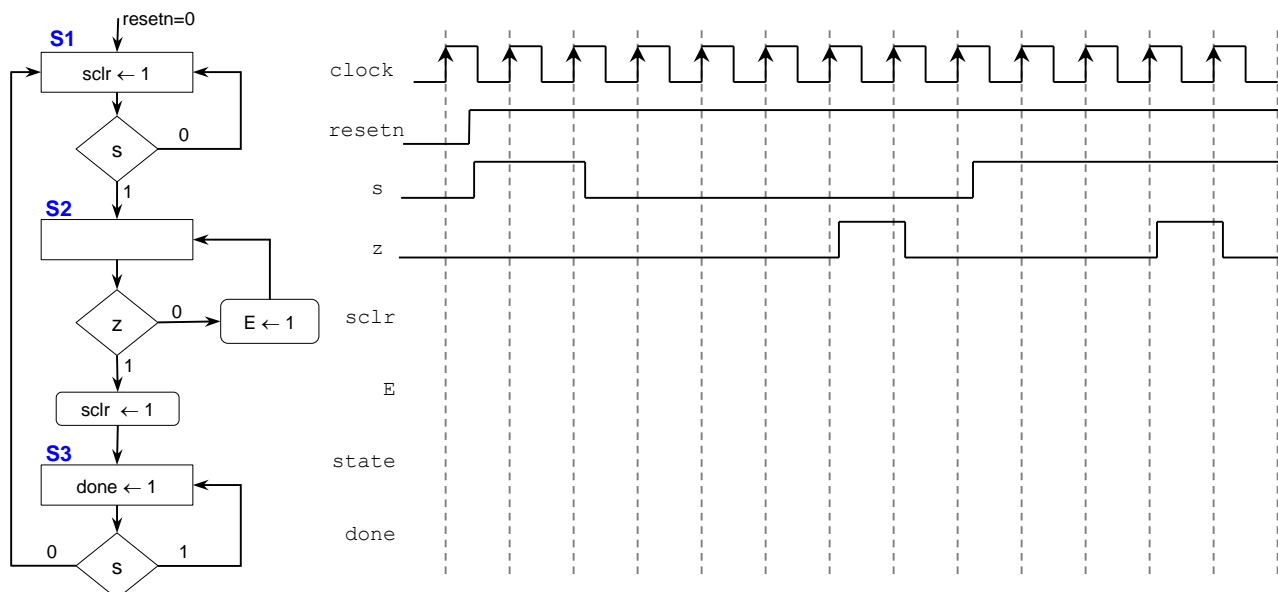 resetn=0
S1
sclr ← 1
s
0
1
S2
z
0
E ← 1
1
sclr ← 1
S3
done ← 1
0
s
1
clock
resetn
s
z
sclr
E
state
done